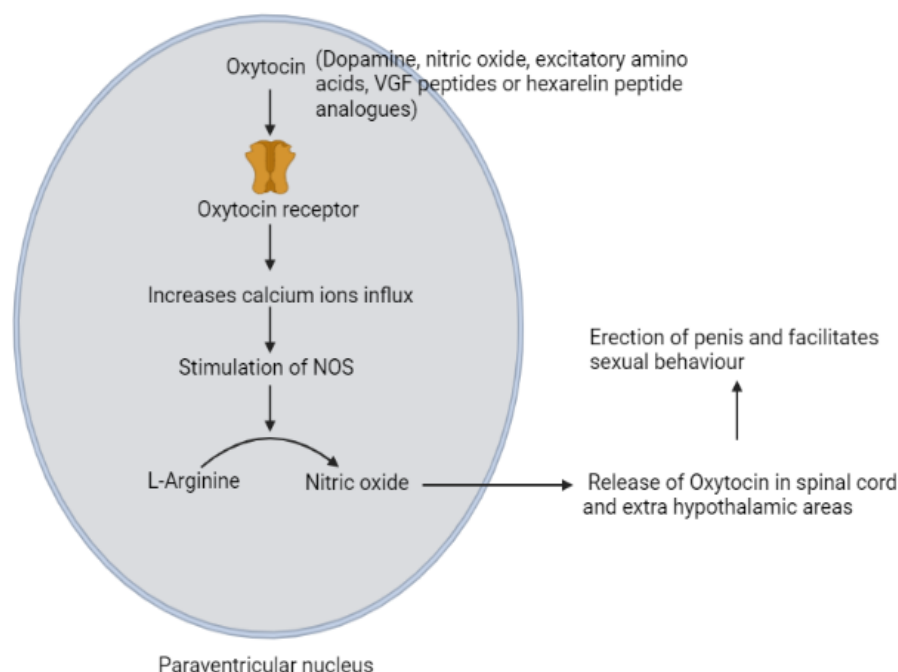 Oxytocin
(Dopamine, nitric oxide, excitatory amino
acids, VGF peptides or hexarelin peptide
analogues)
Oxytocin receptor
Increases calcium ions influx
Stimulation of NOS
L-Arginine
Nitric oxide
Release of Oxytocin in spinal cord
and extra hypothalamic areas
Erection of penis and facilitates
sexual behaviour
Paraventricular nucleus